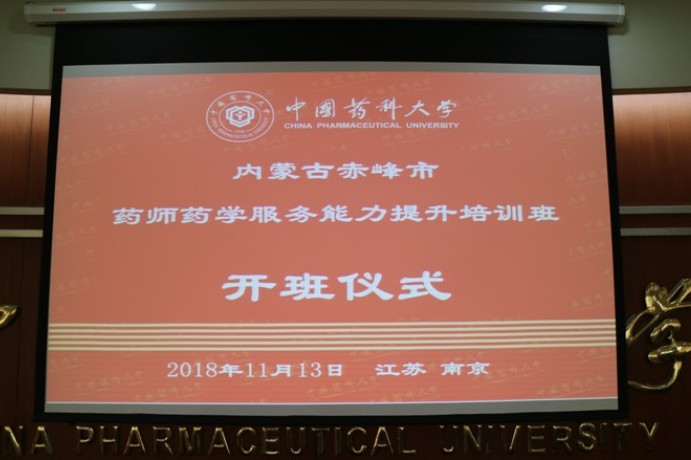 中國药科大学
CHINA PHARMACEUTICAL UNIVERSITY
内蒙古赤峰市
药师药学服务能力提升培训班
开班仪式
2018年11月13日 江苏 南京
学
NA PHARMACEUTICAL UNIVERSITY